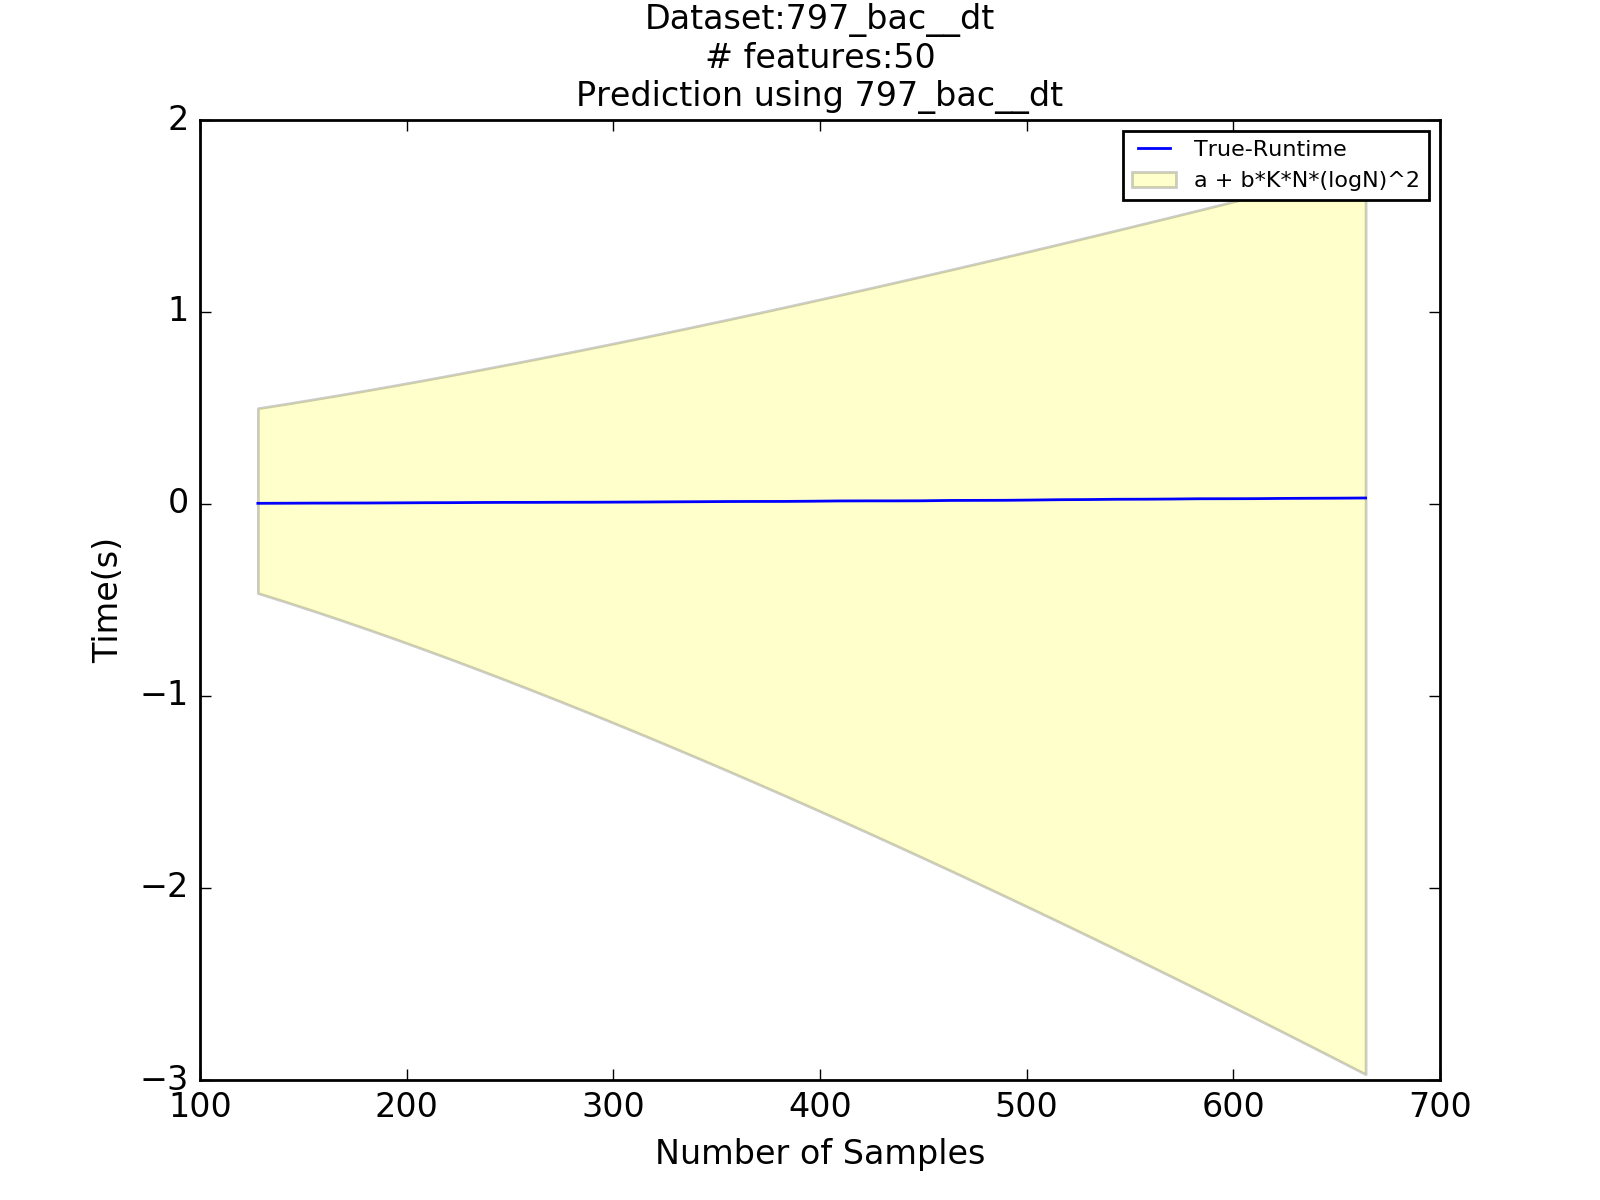 Dataset:797_bac__dt
# features:50
Prediction using 797_bac__dt
2
1
0
−1
−2
−3
Time(s)
True-Runtime
a + b*K*N*(logN)^2
100 200 300 400 500 600 700
Number of Samples